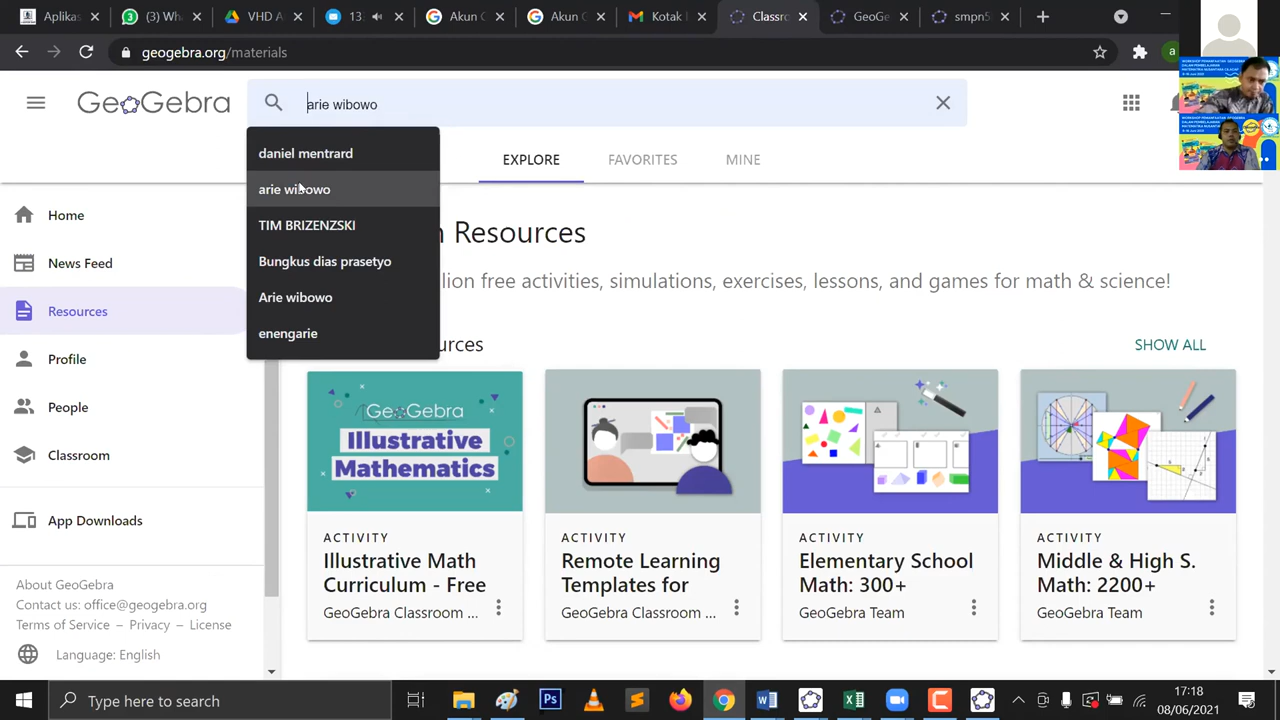 Aplikas
(3) Wha
VHD A
13
Akun G
Akun G
Kotak
Classro
GeoGe
smpn5
geogebra.org/materials
a
GeoGebra
arie wibowo
daniel mentrard
arie wibowo
TIM BRIZENZSKI
Bungkus dias prasetyo
Arie wibowo
enengarie
EXPLORE
FAVORITES
MINE
Home
News Feed
Resources
Profile
People
Classroom
App Downloads
About GeoGebra
Contact us: office@geogebra.org
Terms of Service – Privacy – License
Language: English
Resources
lion free activities, simulations, exercises, lessons, and games for math & science!
urces
SHOW ALL
GeoGebra
Illustrative
Mathematics
ACTIVITY
Illustrative Math
Curriculum - Free
GeoGebra Classroom ...
ACTIVITY
Remote Learning
Templates for
GeoGebra Classroom ...
ACTIVITY
Elementary School
Math: 300+
GeoGebra Team
ACTIVITY
Middle & High S.
Math: 2200+
GeoGebra Team
Type here to search
17:18
08/06/2021